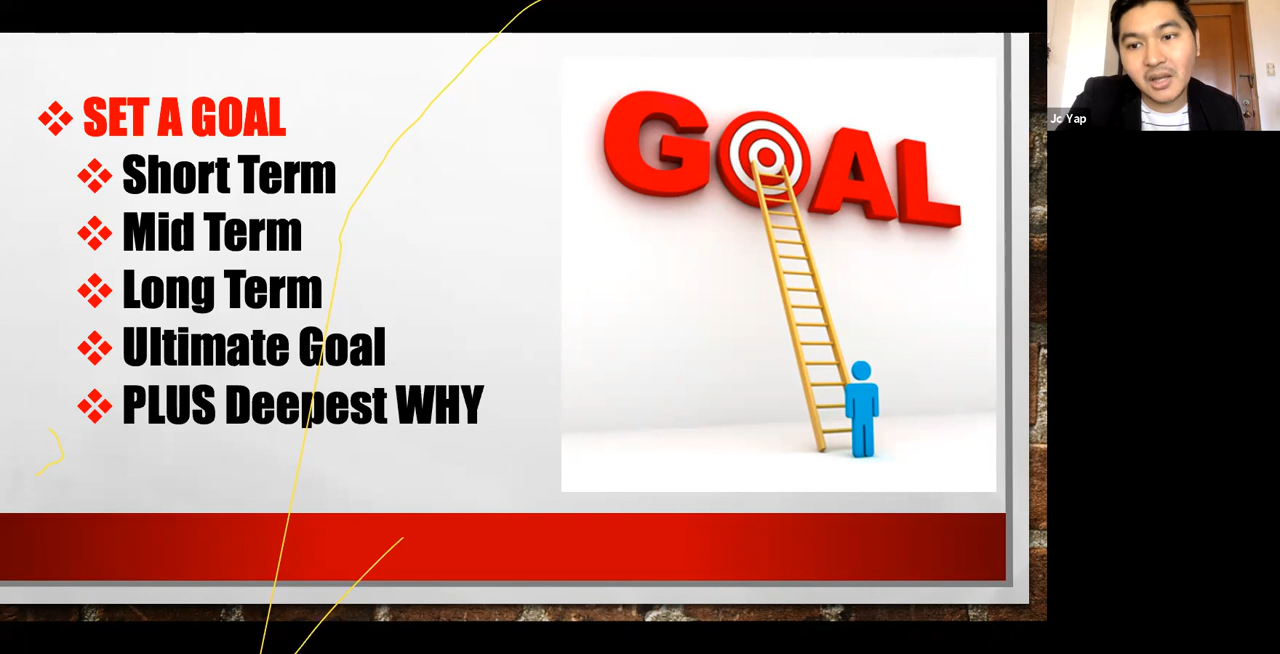 SET A GOAL
Short Term
Mid Term
Long Term
Ultimate Goal
PLUS Deepest WHY
GOAL
Jc Yap